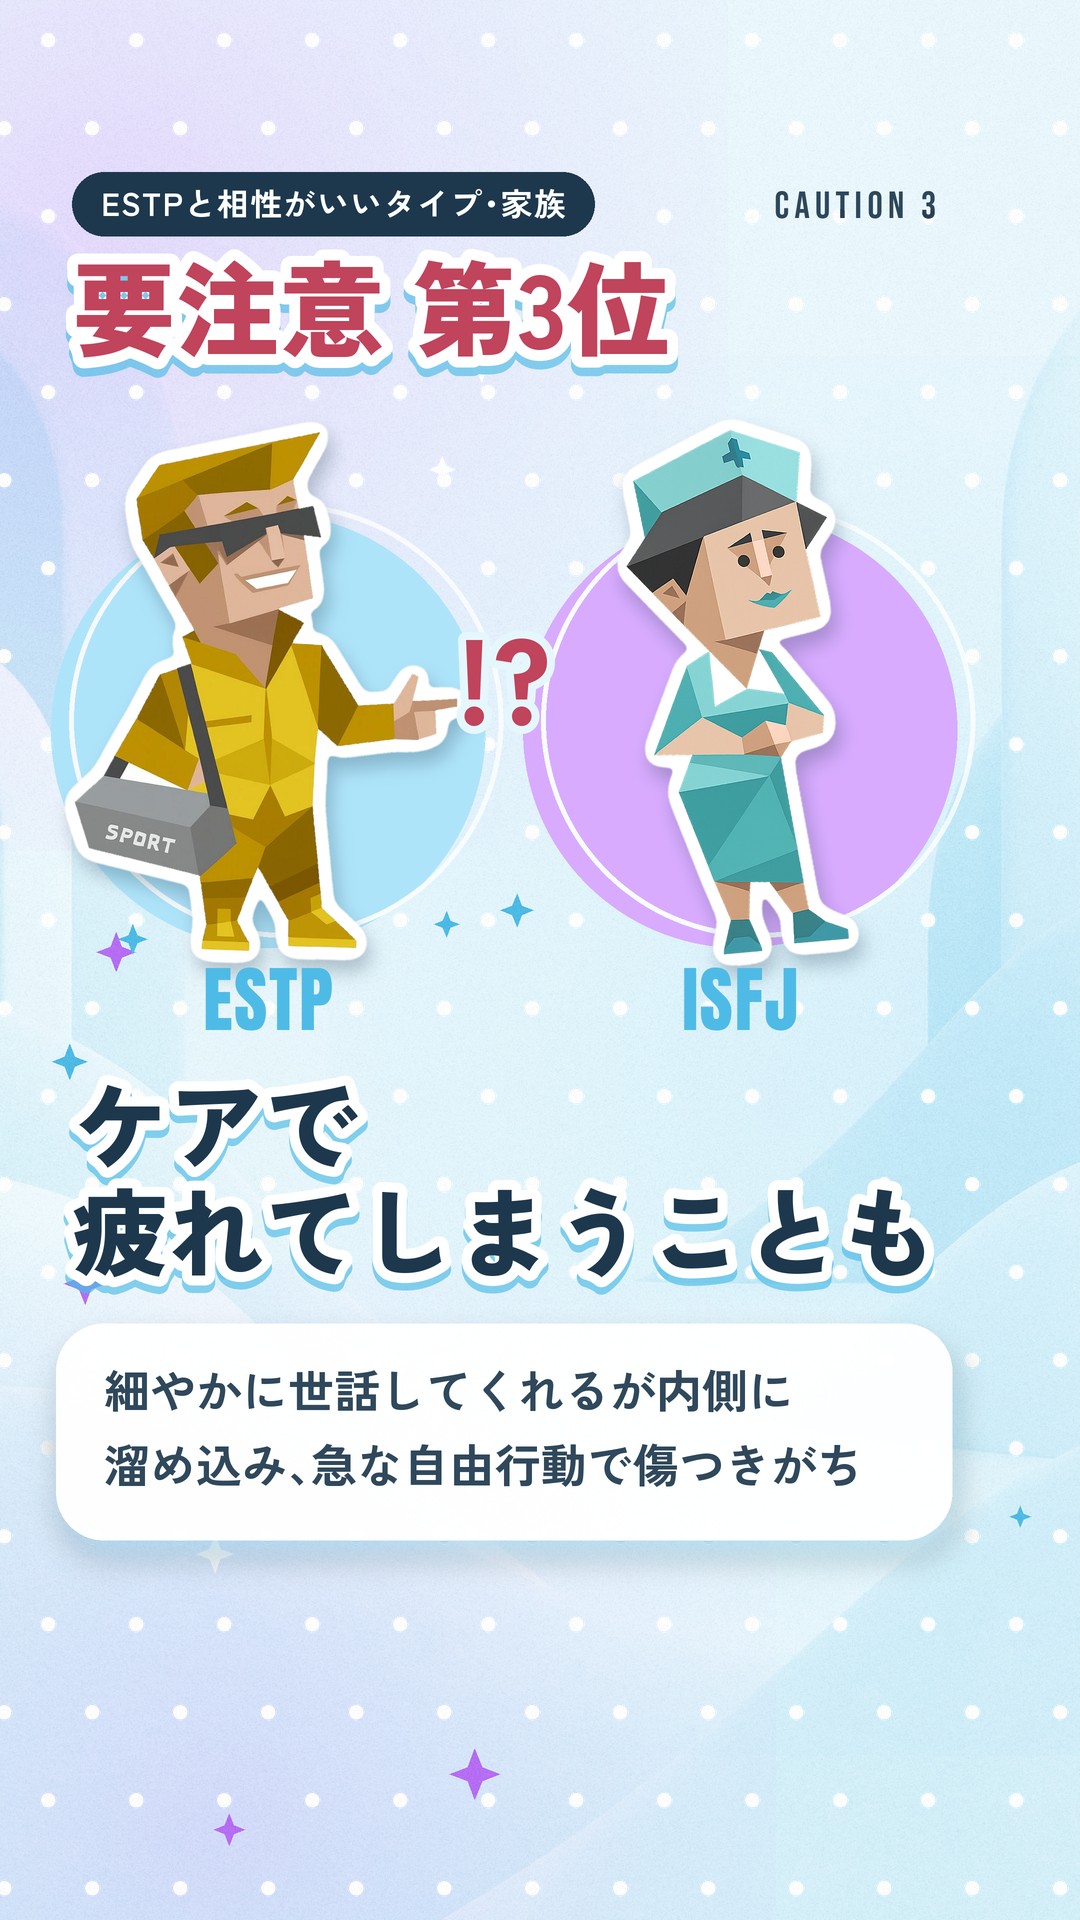 ESTPと相性がいいタイプ・家族
CAUTION 3
要注意 第3位
!?
SPORT
ESTP
ISFJ
ケアで
疲れてしまうことも
細やかに世話してくれるが内側に
溜め込み、急な自由行動で傷つきがち